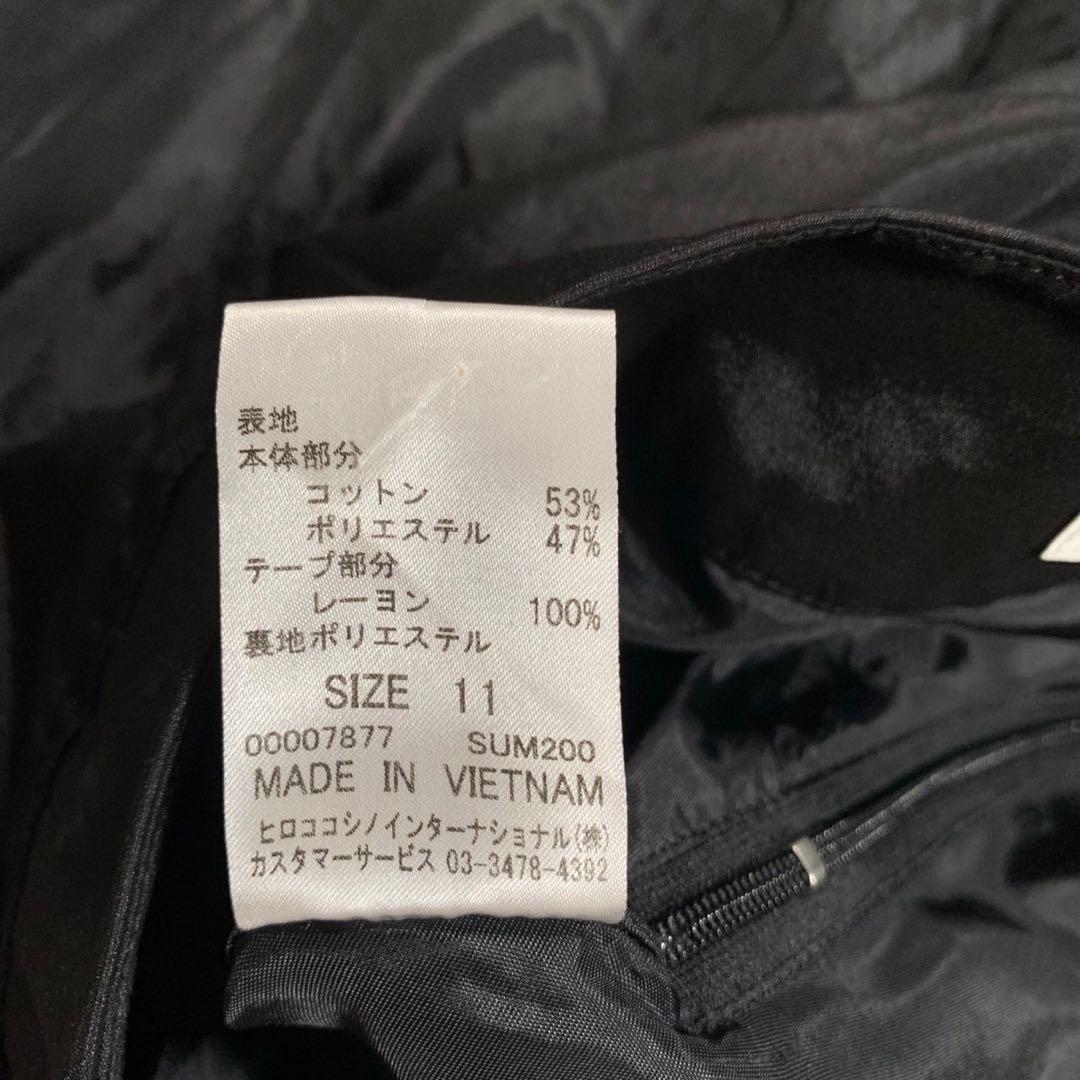 表地
本体部分
コットン 53%
ポリエステル 47%
テープ部分
レーヨン 100%
裏地ポリエステル
SIZE 11
00007877 SUM200
MADE IN VIETNAM
ヒロココシノインターナショナル(株)
カスタマーサービス 03-3478-4392